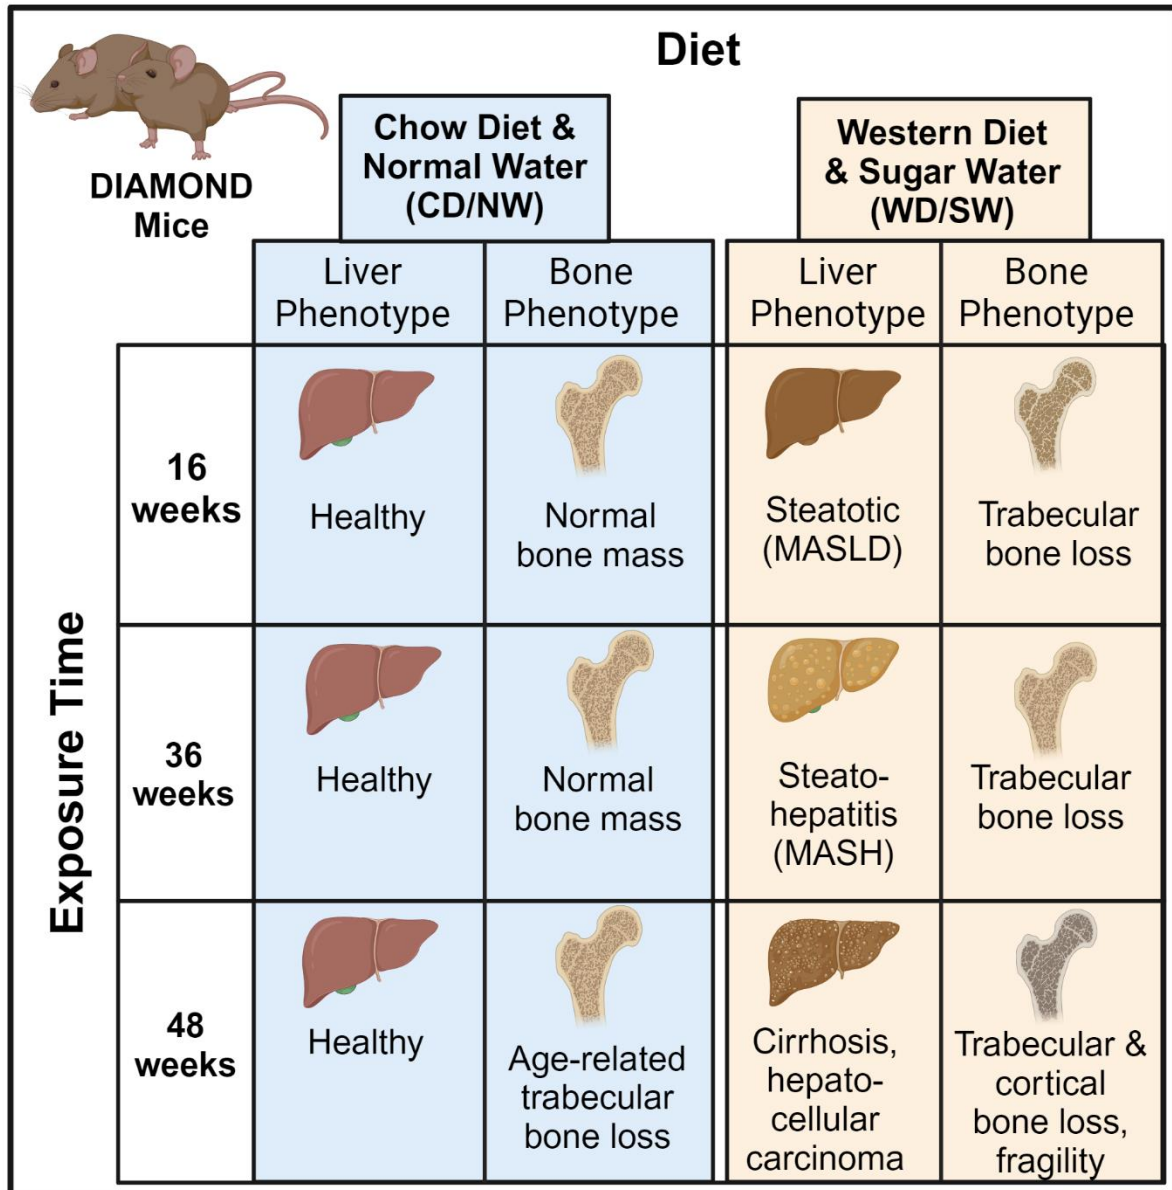 Diet
DIAMOND
Mice
Chow Diet &
Normal Water
(CD/NW)
Western Diet
& Sugar Water
(WD/SW)
Liver
Phenotype
Bone
Phenotype
Liver
Phenotype
Bone
Phenotype
Exposure Time
16
weeks
Healthy
Normal
bone mass
Steatotic
(MASLD)
Trabecular
bone loss
36
weeks
Healthy
Normal
bone mass
Steato-
hepatitis
(MASH)
Trabecular
bone loss
48
weeks
Healthy
Age-related
trabecular
bone loss
Cirrhosis,
hepato-
cellular
carcinoma
Trabecular &
cortical
bone loss,
fragility